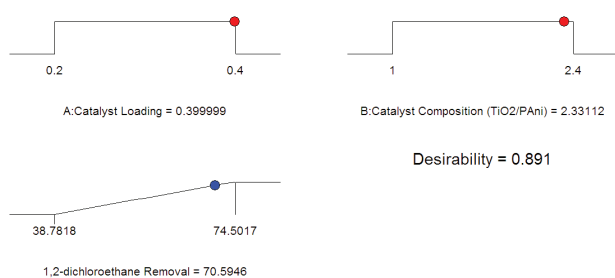 0.2
0.4
A:Catalyst Loading = 0.399999
1
2.4
B:Catalyst Composition (TiO2/PAni) = 2.33112
Desirability = 0.891
38.7818
74.5017
1,2-dichloroethane Removal = 70.5946